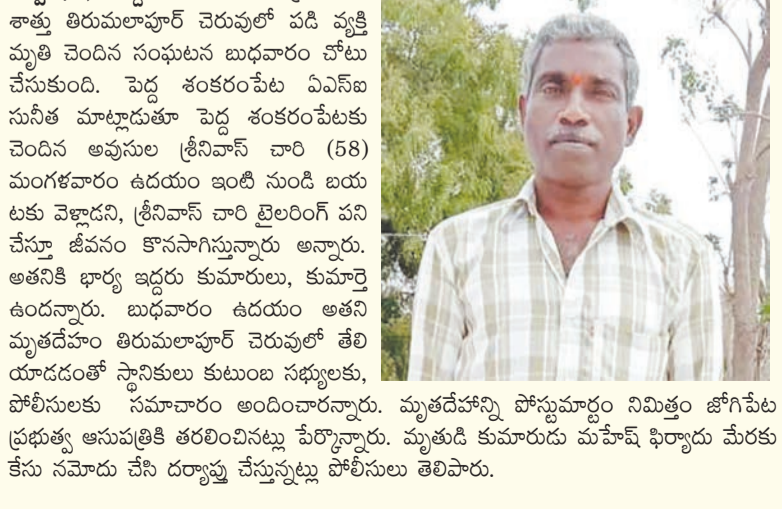 శాత్తు తిరుమలాపూర్ చెరువులో పడి వ్యక్తి
మృతి చెందిన సంఘటన బుధవారం చోటు
చేసుకుంది. పెద్ద శంకరంపేట ఏఎస్ఐ
సునీత మాట్లాడుతూ పెద్ద శంకరంపేటకు
చెందిన అవుసుల శ్రీనివాస్ చారి (58)
మంగళవారం ఉదయం ఇంటి నుండి బయ
టకు వెళ్లాడని, శ్రీనివాస్ చారి టైలరింగ్ పని
చేస్తూ జీవనం కొనసాగిస్తున్నారు అన్నారు.
అతనికి భార్య ఇద్దరు కుమారులు, కుమార్తె
ఉందన్నారు. బుధవారం ఉదయం అతని
మృతదేహం తిరుమలాపూర్ చెరువులో తేలి
యాడడంతో స్థానికులు కుటుంబ సభ్యులకు,
పోలీసులకు సమాచారం అందించారన్నారు. మృతదేహాన్ని పోస్టుమార్టం నిమిత్తం జోగిపేట
ప్రభుత్వ ఆసుపత్రికి తరలించినట్లు పేర్కొన్నారు. మృతుడి కుమారుడు మహేష్ ఫిర్యాదు మేరకు
కేసు నమోదు చేసి దర్యాప్తు చేస్తున్నట్లు పోలీసులు తెలిపారు.